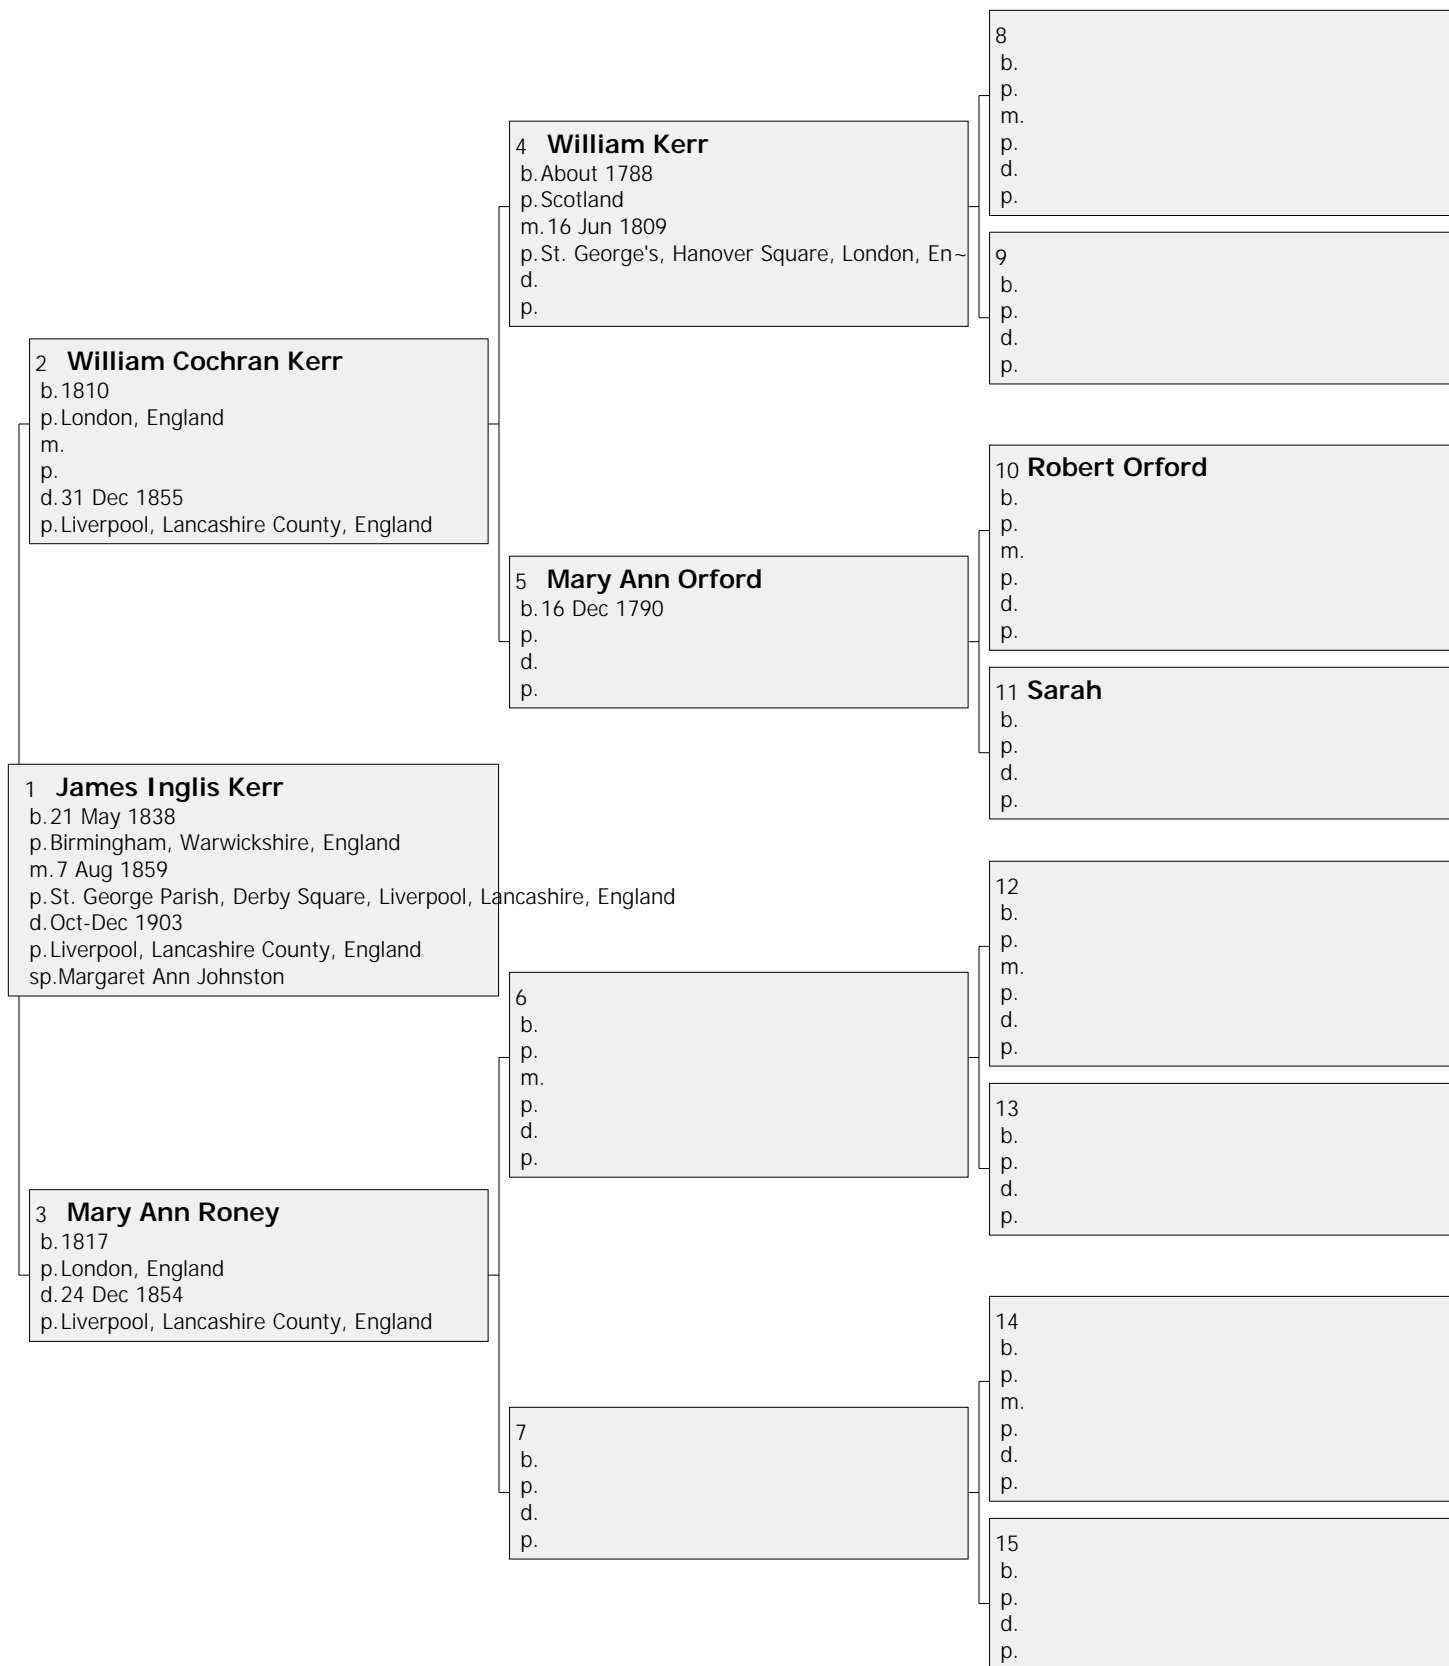 8
b.
p.
m.
p.
d.
p.
4 William Kerr
b. About 1788
p. Scotland
m. 16 Jun 1809
p. St. George's, Hanover Square, London, En~
d.
p.
9
b.
p.
d.
p.
2 William Cochran Kerr
b. 1810
p. London, England
m.
p.
d. 31 Dec 1855
p. Liverpool, Lancashire County, England
10 Robert Orford
b.
p.
m.
p.
d.
p.
5 Mary Ann Orford
b. 16 Dec 1790
p.
d.
p.
11 Sarah
b.
p.
d.
p.
1 James Inglis Kerr
b. 21 May 1838
p. Birmingham, Warwickshire, England
m. 7 Aug 1859
p. St. George Parish, Derby Square, Liverpool, Lancashire, England
d. Oct-Dec 1903
p. Liverpool, Lancashire County, England
sp. Margaret Ann Johnston
12
b.
p.
m.
p.
d.
p.
6
b.
p.
m.
p.
d.
p.
13
b.
p.
d.
p.
3 Mary Ann Roney
b. 1817
p. London, England
d. 24 Dec 1854
p. Liverpool, Lancashire County, England
14
b.
p.
m.
p.
d.
p.
7
b.
p.
d.
p.
15
b.
p.
d.
p.